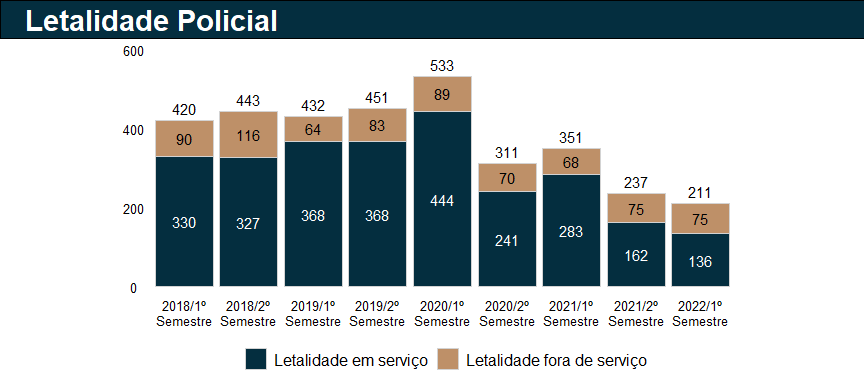 Letalidade Policial
600
400
200
0
420
443
432
451
533
311
351
237
211
90
116
64
83
89
70
68
75
75
330
327
368
368
444
241
283
162
136
2018/1º Semestre
2018/2º Semestre
2019/1º Semestre
2019/2º Semestre
2020/1º Semestre
2020/2º Semestre
2021/1º Semestre
2021/2º Semestre
2022/1º Semestre
Letalidade em serviço
Letalidade fora de serviço